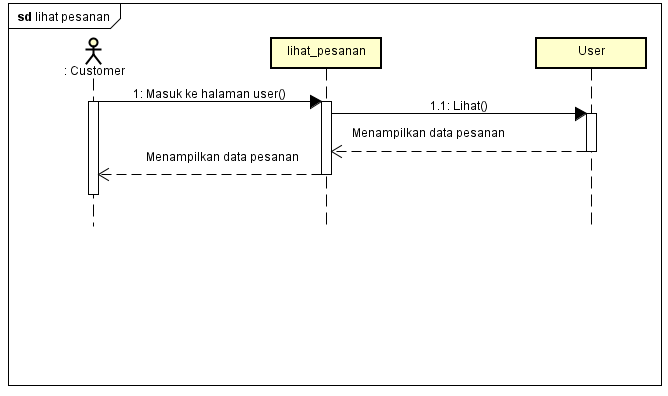 sd lihat pesanan
: Customer
lihat_pesanan
User
1: Masuk ke halaman user()
1.1: Lihat()
Menampilkan data pesanan
Menampilkan data pesanan